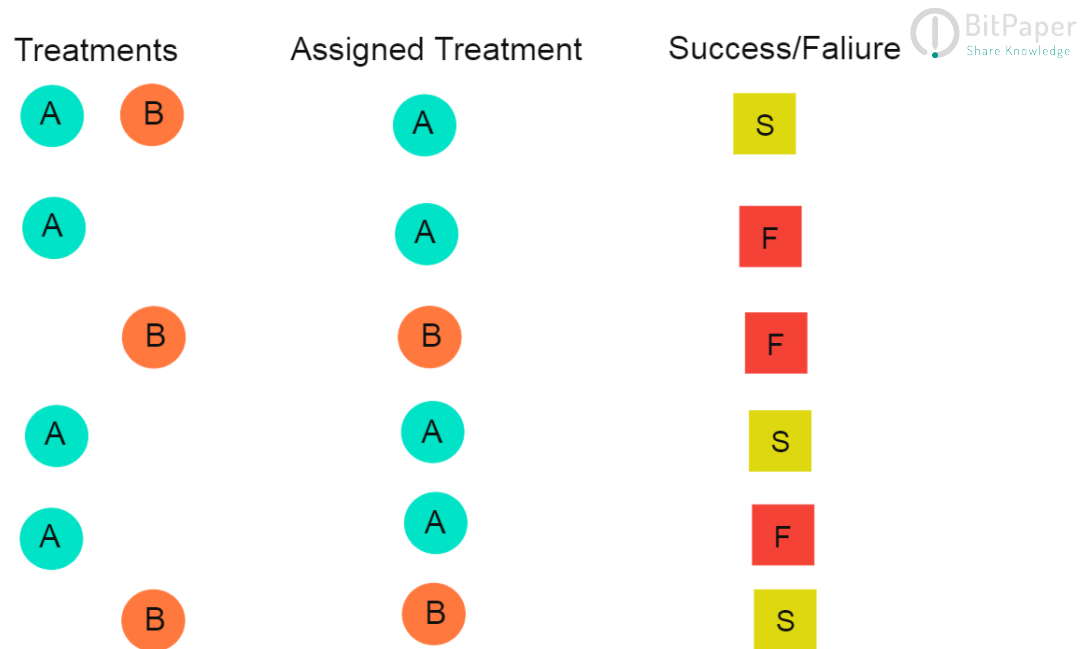 BitPaper
Share Knowledge
Treatments Assigned Treatment Success/Faliure
A B A S
A A F
B B F
A A S
A A F
B B S